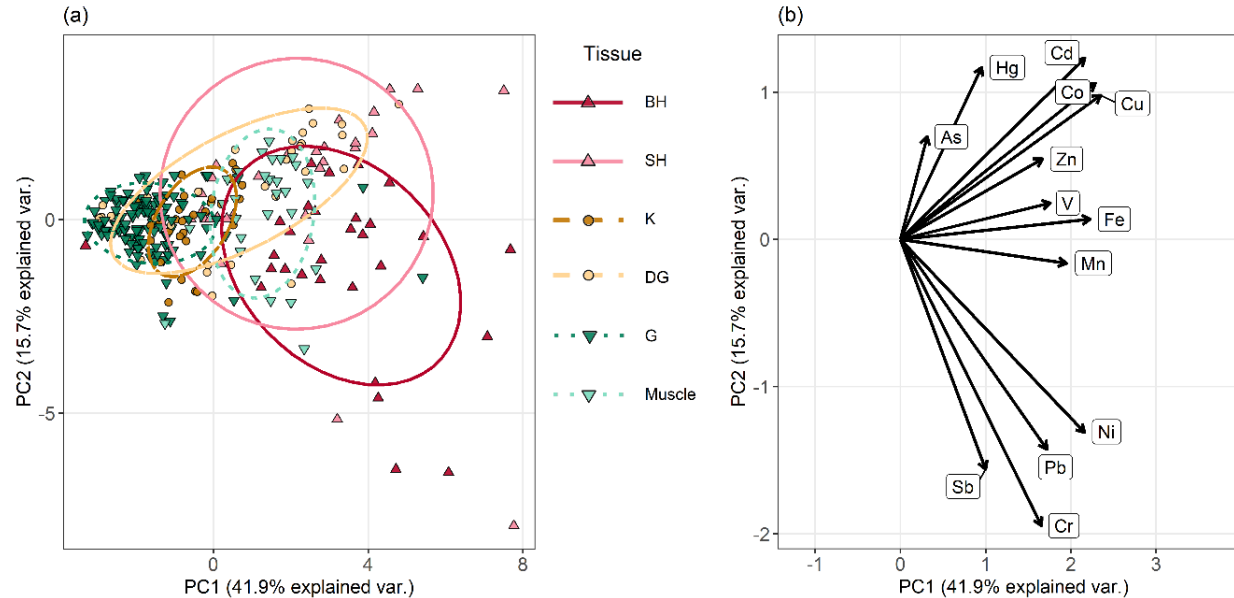 (a)
PC2 (15.7% explained var.)
0
-5
0
4
8
PC1 (41.9% explained var.)
Tissue
BH
SH
K
DG
G
Muscle
(b)
PC2 (15.7% explained var.)
1
0
-1
-2
Hg
Cd
Co
Cu
As
Zn
V
Fe
Mn
Ni
Pb
Sb
Cr
-1
0
1
2
3
PC1 (41.9% explained var.)